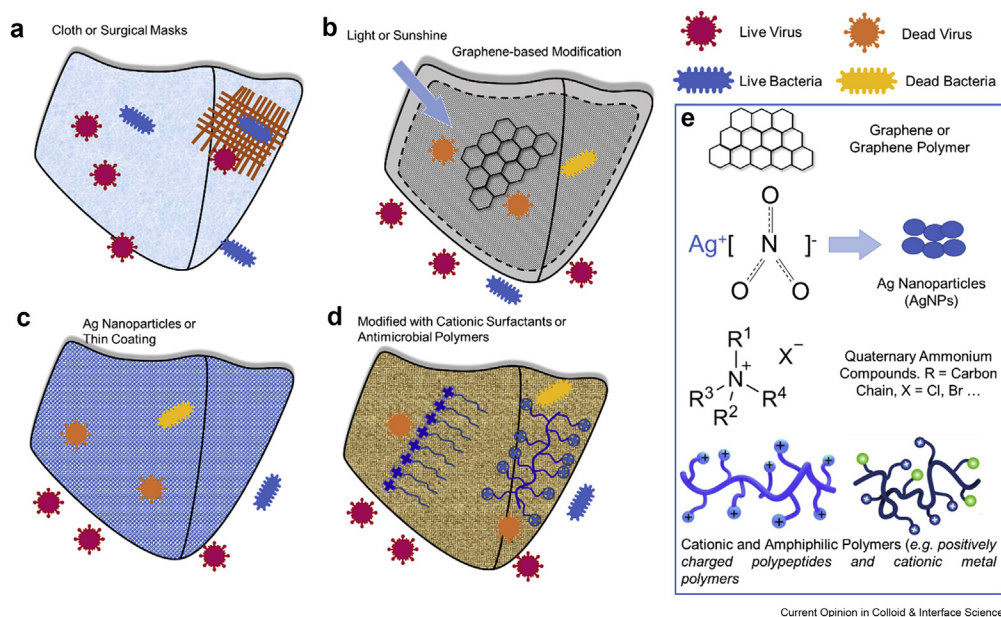 a
Cloth or Surgical Masks
b
Light or Sunshine
Graphene-based Modification
Live Virus
Dead Virus
Live Bacteria
Dead Bacteria
c
Ag Nanoparticles or
Thin Coating
d
Modified with Cationic Surfactants or
Antimicrobial Polymers
e
Graphene or
Graphene Polymer
O
Ag+[ N ]-
O O
Ag Nanoparticles
(AgNPs)
R1
N+ X−
R3 R4
R2
Quaternary Ammonium
Compounds. R = Carbon
Chain, X = Cl, Br ...
+ + + + + + + +
Cationic and Amphiphilic Polymers (e.g. positively
charged polypeptides and cationic metal
polymers
Current Opinion in Colloid & Interface Science